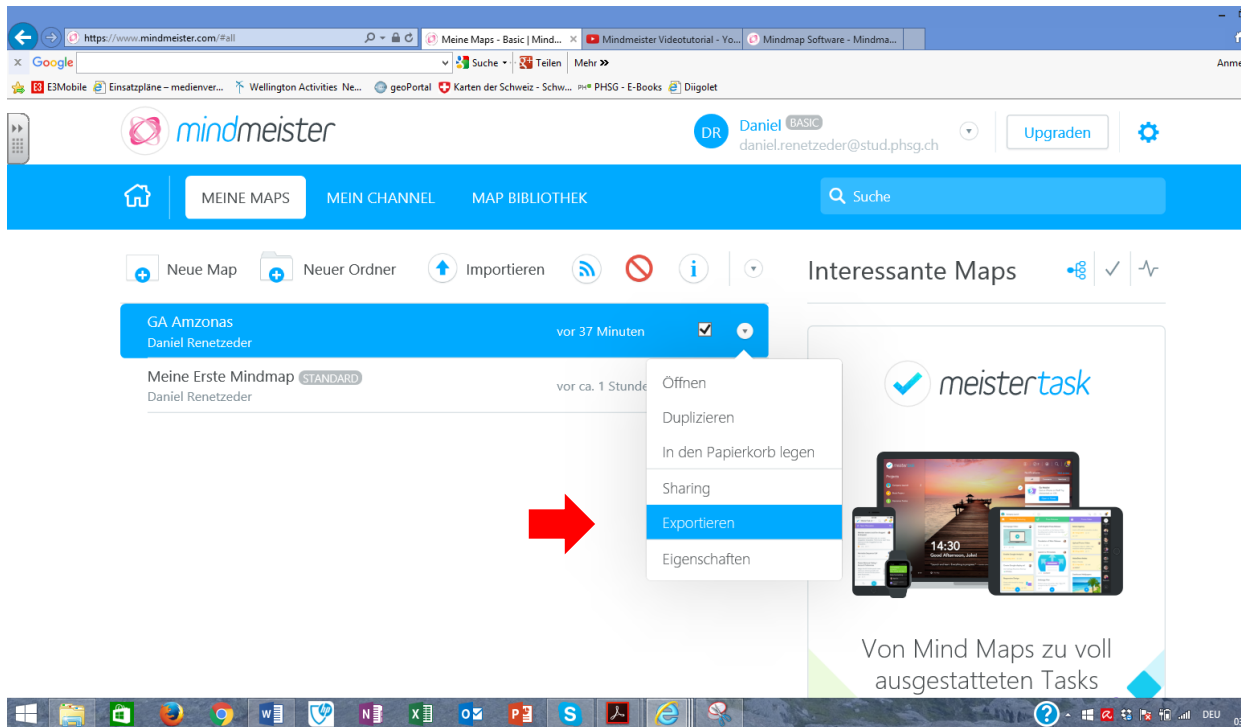 https://www.mindmeister.com/#all
Meine Maps - Basic | Mind...
Mindmeister Videotutorial - Yo...
Mindmap Software - Mindma...
x Google
Suche
Teilen
Mehr »
E3Mobile
Einsatzpläne – medienver...
Wellington Activities Ne...
geoPortal
Karten der Schweiz - Schw...
PHSG - E-Books
Diigolet
mindmeister
DR
Daniel BASIC
daniel.renetzeder@stud.phsg.ch
Upgraden
MEINE MAPS
MEIN CHANNEL
MAP BIBLIOTHEK
Suche
Neue Map
Neuer Ordner
Importieren
Interessante Maps
GA Amzonas
Daniel Renetzeder
vor 37 Minuten
Meine Erste Mindmap STANDARD
Daniel Renetzeder
vor ca. 1 Stunde
Öffnen
Duplizieren
In den Papierkorb legen
Sharing
Exportieren
Eigenschaften
meistertask
14:30
Good Afternoon, John!
Von Mind Maps zu voll
ausgestatteten Tasks
DEU